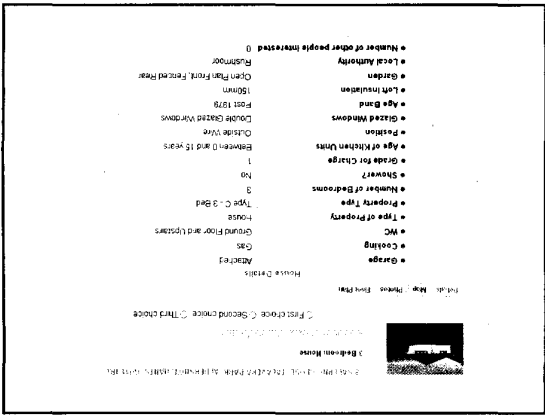 CLOSE, TALAVERA PARK, ALDERSHOT,
3 Bedroom House
First choice Second choice Third choice
Details Map Photos Floor Plan
House Details
• Garage Attached
• Cooking Gas
• WC Ground Floor and Upstairs
• Type of Property House
• Property Type Type C - 3 Bed
• Number of Bedrooms 3
• Shower? No
• Grade for Charge 1
• Age of Kitchen Units Between 0 and 15 years
• Position Outside Wire
• Glazed Windows Double Glazed Windows
• Age Band Post 1979
• Loft Insulation 150mm
• Garden Open Plan Front, Fenced Rear
• Local Authority Rushmoor
• Number of other people interested 0